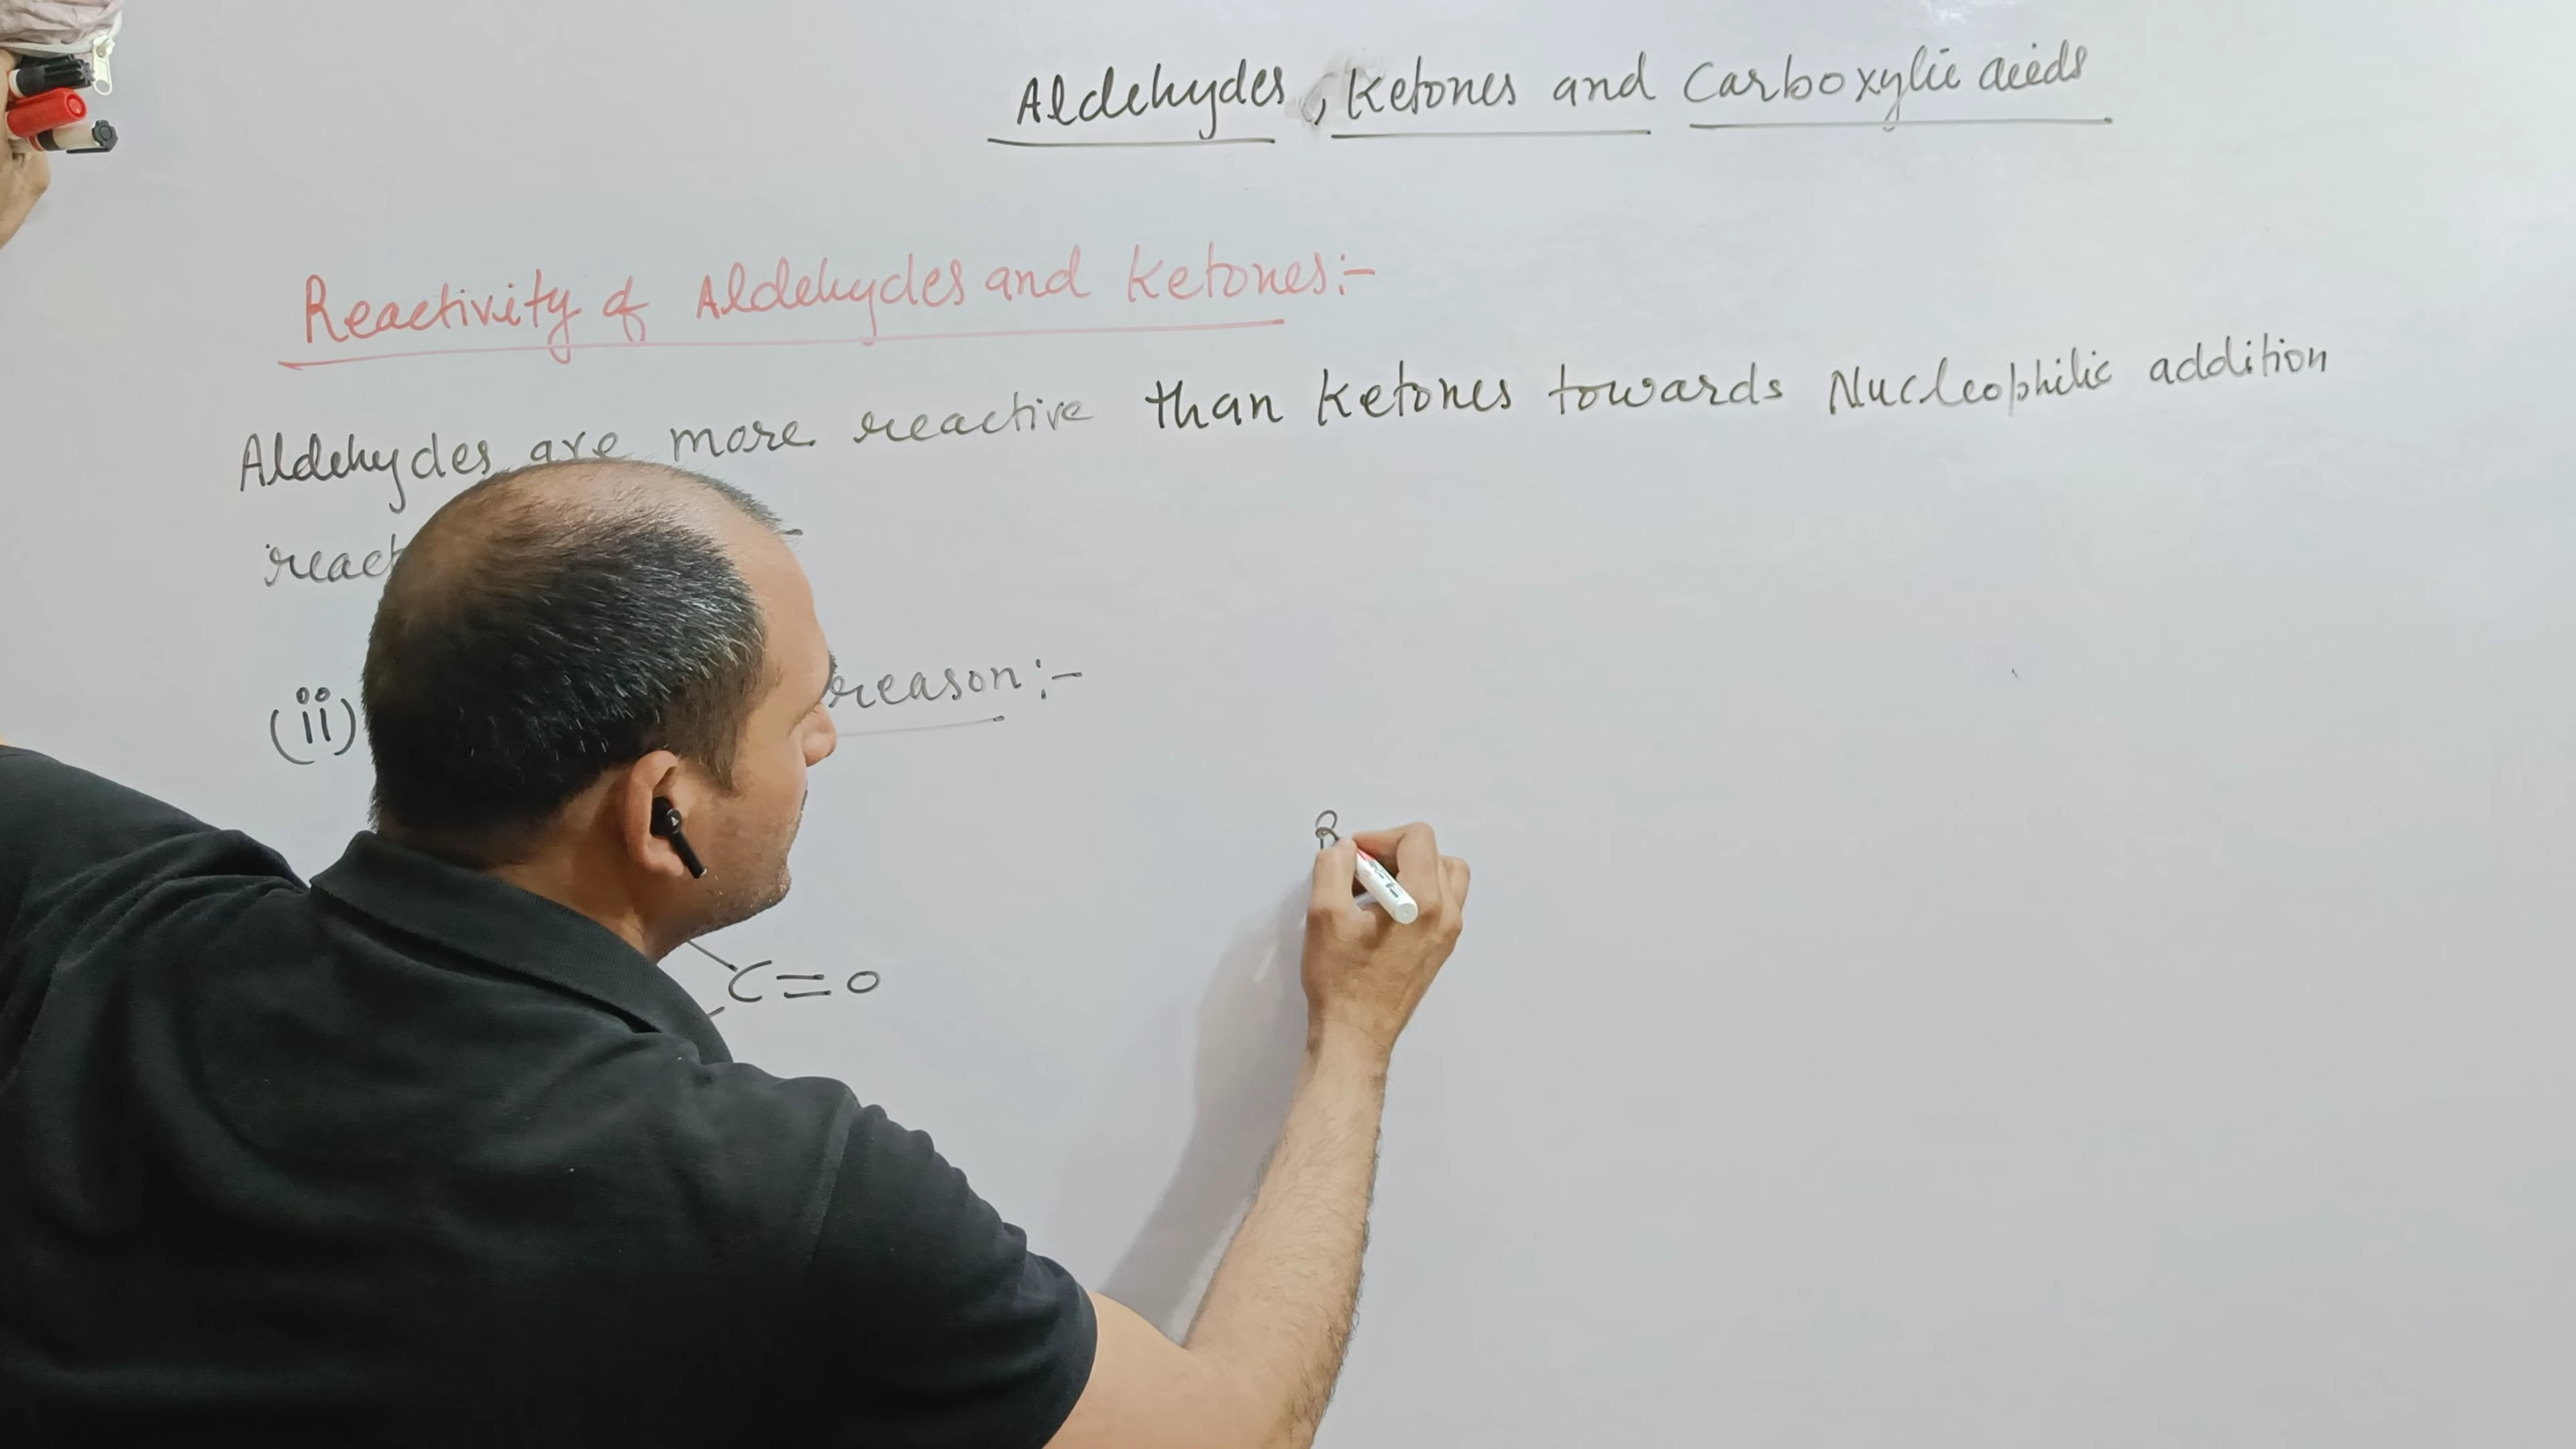 Aldehydes, Ketones and Carboxylic acids
Reactivity of Aldehydes and Ketones:-
Aldehydes are more reactive than Ketones towards Nucleophilic addition
react
(ii) reason:-
R
C=O